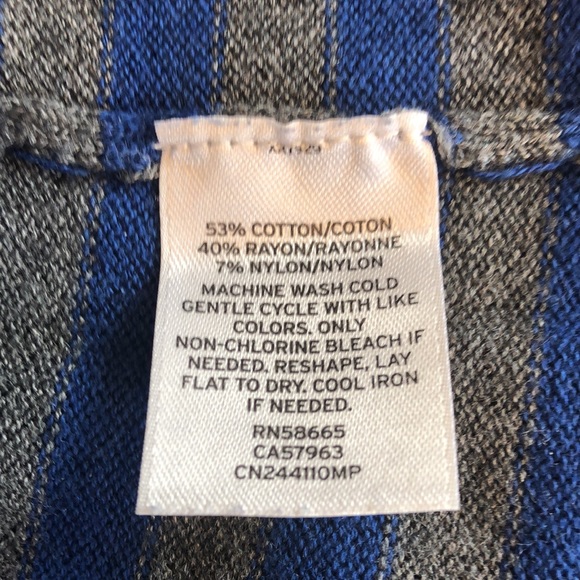 53% COTTON/COTON
40% RAYON/RAYONNE
7% NYLON/NYLON
MACHINE WASH COLD
GENTLE CYCLE WITH LIKE
COLORS. ONLY
NON-CHLORINE BLEACH IF
NEEDED. RESHAPE, LAY
FLAT TO DRY. COOL IRON
IF NEEDED.
RN58665
CA57963
CN244110MP